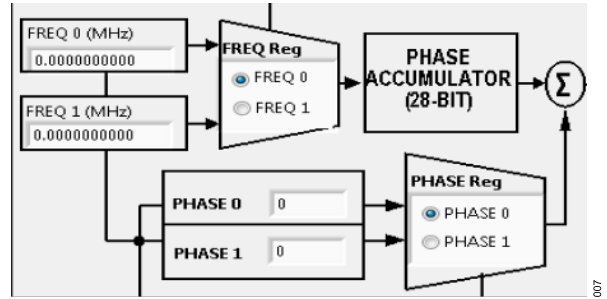 FREQ 0 (MHz)
0.0000000000
FREQ 1 (MHz)
0.0000000000
FREQ Reg
FREQ 0
FREQ 1
PHASE
ACCUMULATOR
(28-BIT)
Σ
PHASE 0
0
PHASE 1
0
PHASE Reg
PHASE 0
PHASE 1
007